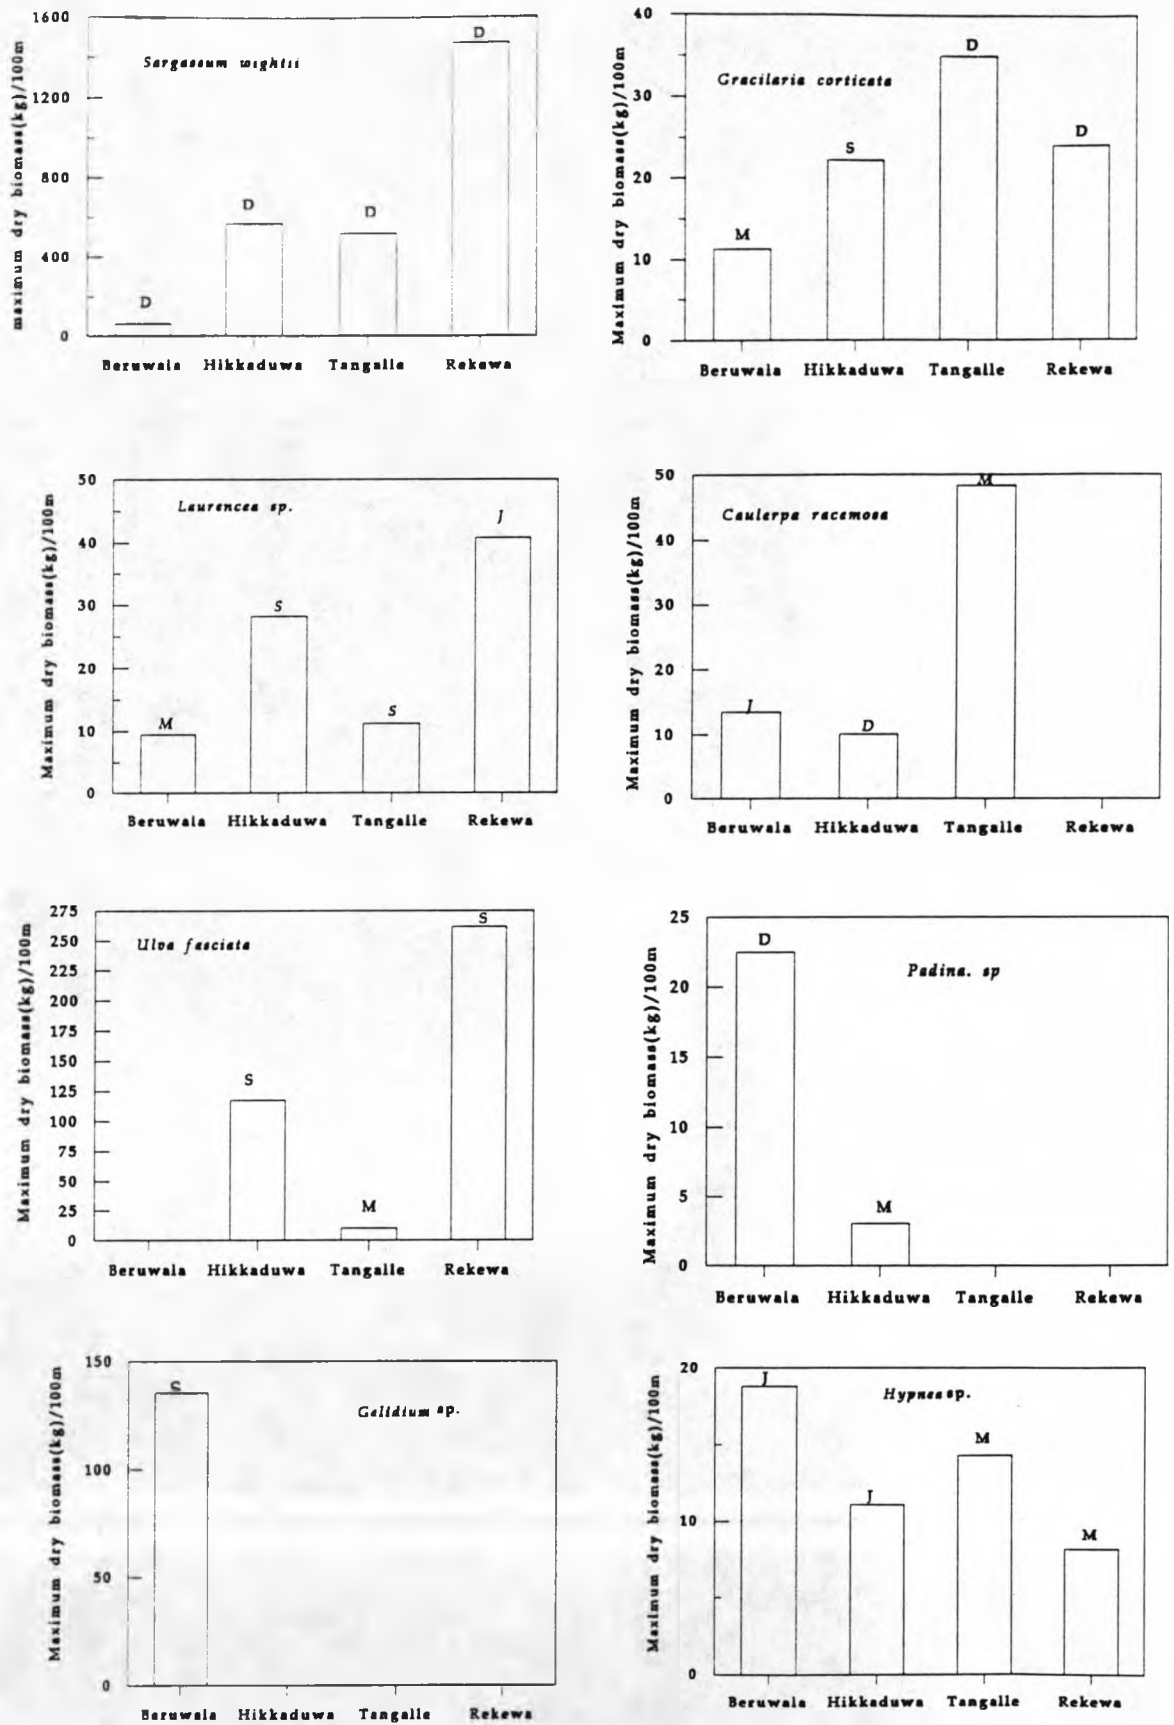 Sargassum wightii
maximum dry biomass(kg)/100m
1600
1200
800
400
0
D
D
D
D
Beruwala Hikkaduwa Tangalle Rekewa
Gracilaria corticata
Maximum dry biomass(kg)/100m
40
30
20
10
0
M
S
D
D
Beruwala Hikkaduwa Tangalle Rekewa
Laurencea sp.
Maximum dry biomass(kg)/100m
50
40
30
20
10
0
M
S
S
J
Beruwala Hikkaduwa Tangalle Rekewa
Caulerpa racemosa
Maximum dry biomass(kg)/100m
50
40
30
20
10
0
J
D
M
Beruwala Hikkaduwa Tangalle Rekewa
Ulva fasciata
Maximum dry biomass(kg)/100m
275
250
225
200
175
150
125
100
75
50
25
0
S
M
S
Beruwala Hikkaduwa Tangalle Rekewa
Padina. sp
Maximum dry biomass(kg)/100m
25
20
15
10
5
0
D
M
Beruwala Hikkaduwa Tangalle Rekewa
Gelidium sp.
Maximum dry biomass(kg)/100m
150
100
50
0
S
Beruwala Hikkaduwa Tangalle Rekewa
Hypnea sp.
Maximum dry biomass(kg)/100m
20
10
0
J
J
M
M
Beruwala Hikkaduwa Tangalle Rekewa